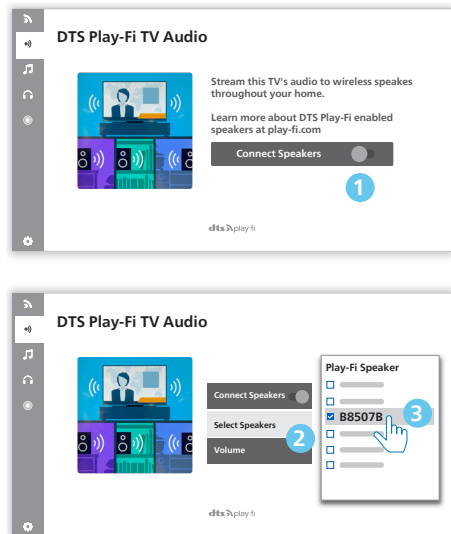 DTS Play-Fi TV Audio
Stream this TV's audio to wireless speakes
throughout your home.
Learn more about DTS Play-Fi enabled
speakers at play-fi.com
Connect Speakers
1
dts play-fi
DTS Play-Fi TV Audio
Connect Speakers
Select Speakers
2
Volume
Play-Fi Speaker
B8507B
3
dts play-fi